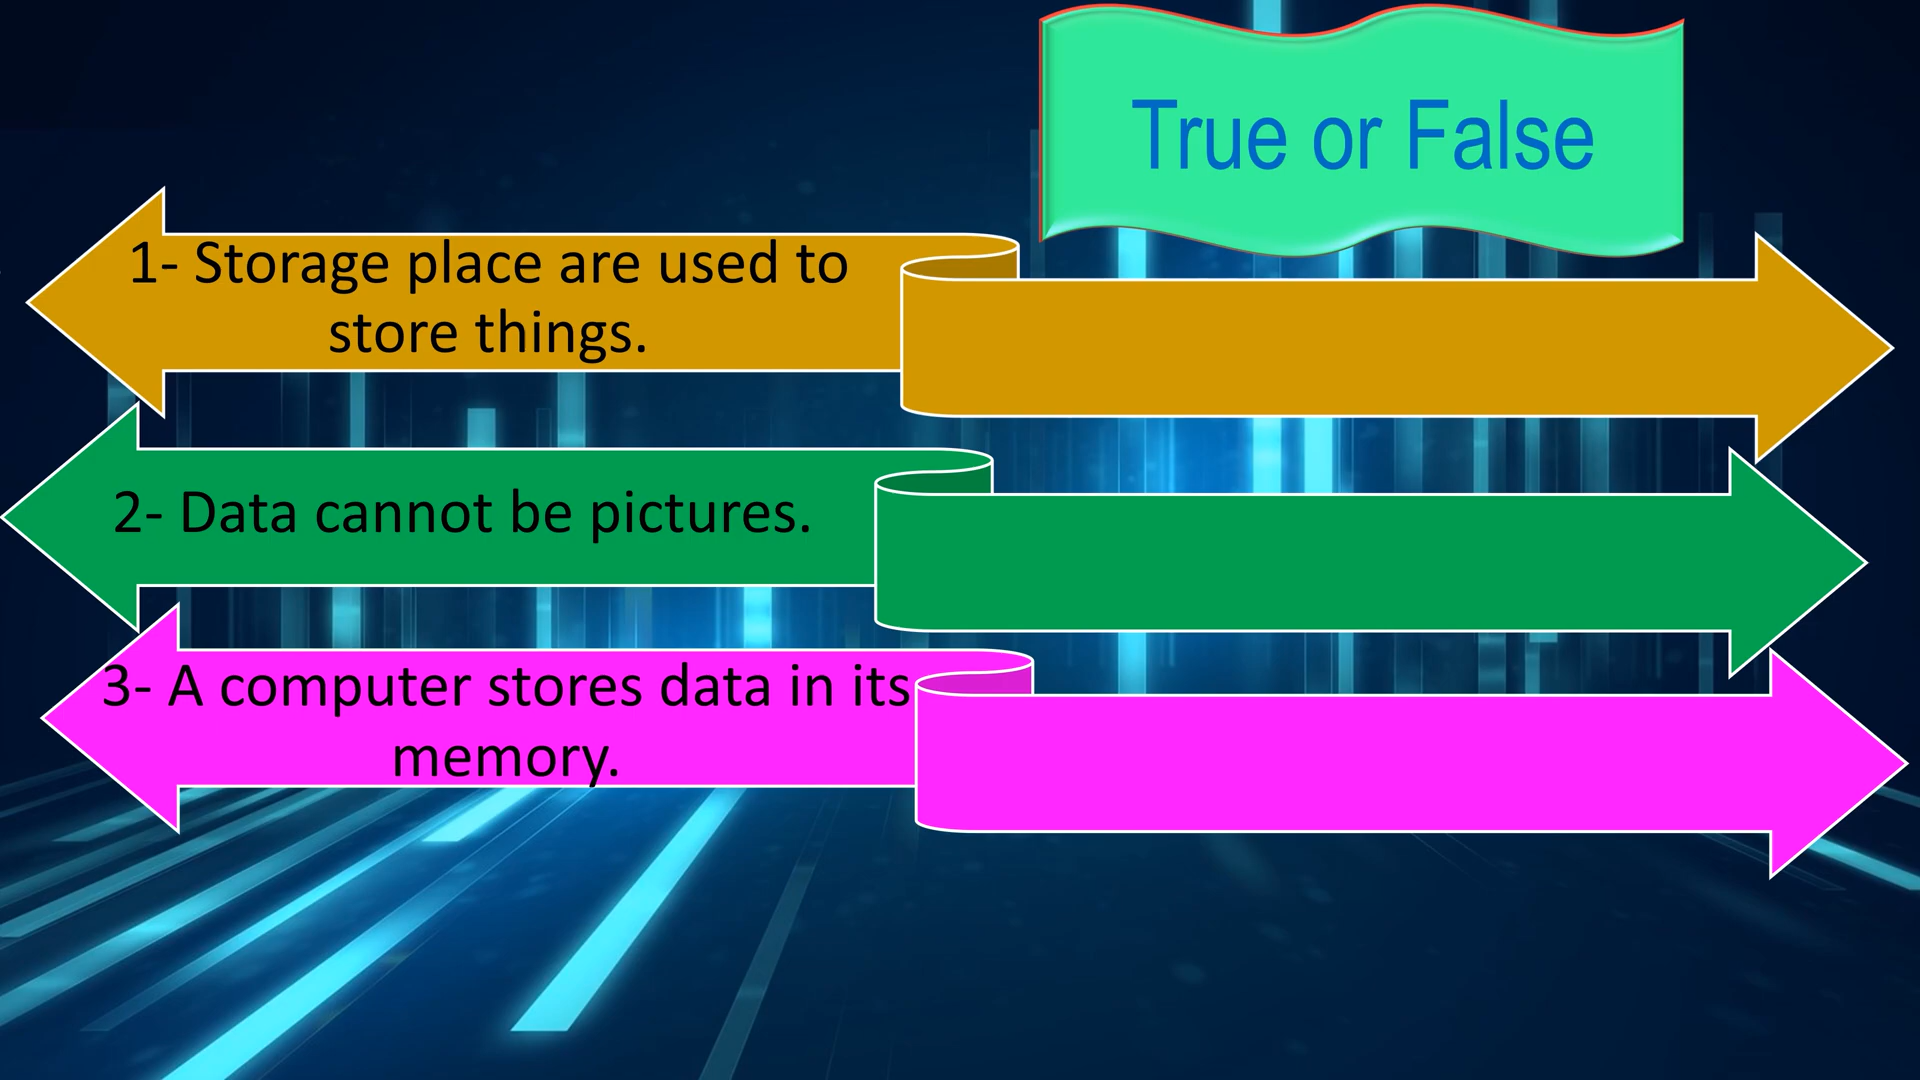 True or False
1- Storage place are used to
store things.
2- Data cannot be pictures.
3- A computer stores data in its
memory.